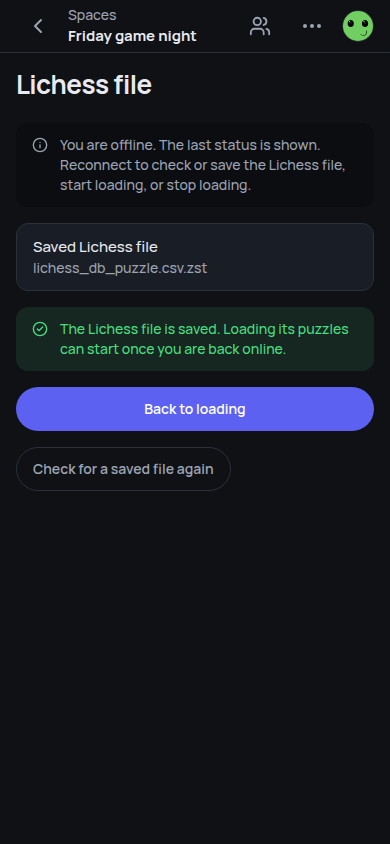 Spaces
Friday game night
Lichess file
You are offline. The last status is shown.
Reconnect to check or save the Lichess file,
start loading, or stop loading.
Saved Lichess file
lichess_db_puzzle.csv.zst
The Lichess file is saved. Loading its puzzles
can start once you are back online.
Back to loading
Check for a saved file again